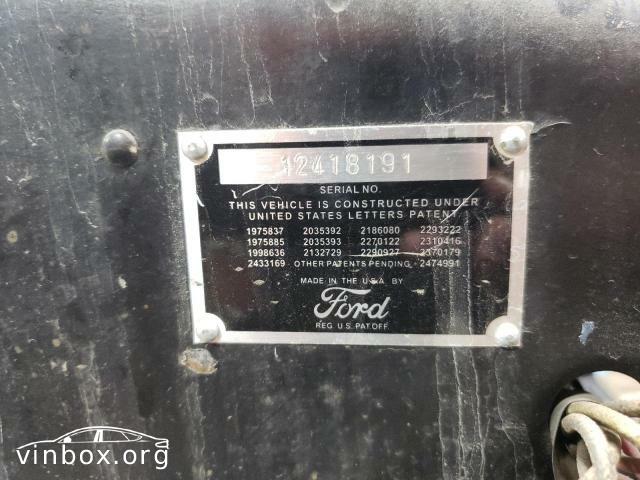 12418191
SERIAL NO.
THIS VEHICLE IS CONSTRUCTED UNDER
UNITED STATES LETTERS PATENT
1975837 2035392 2186080 2293222
1975885 2035393 2270122 2310416
1998636 2132729 2290927 2370179
2433169 OTHER PATENTS PENDING - 2474991
MADE IN THE U.S.A. BY
Ford
REG. U.S. PAT. OFF.
vinbox.org